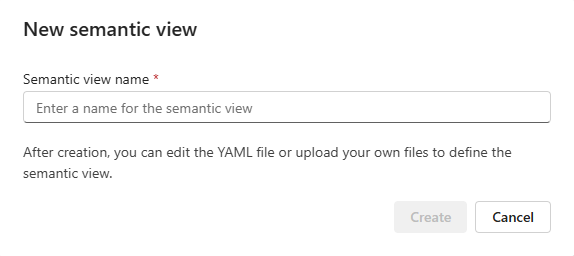 New semantic view
Semantic view name *
Enter a name for the semantic view
After creation, you can edit the YAML file or upload your own files to define the
semantic view.
Create
Cancel